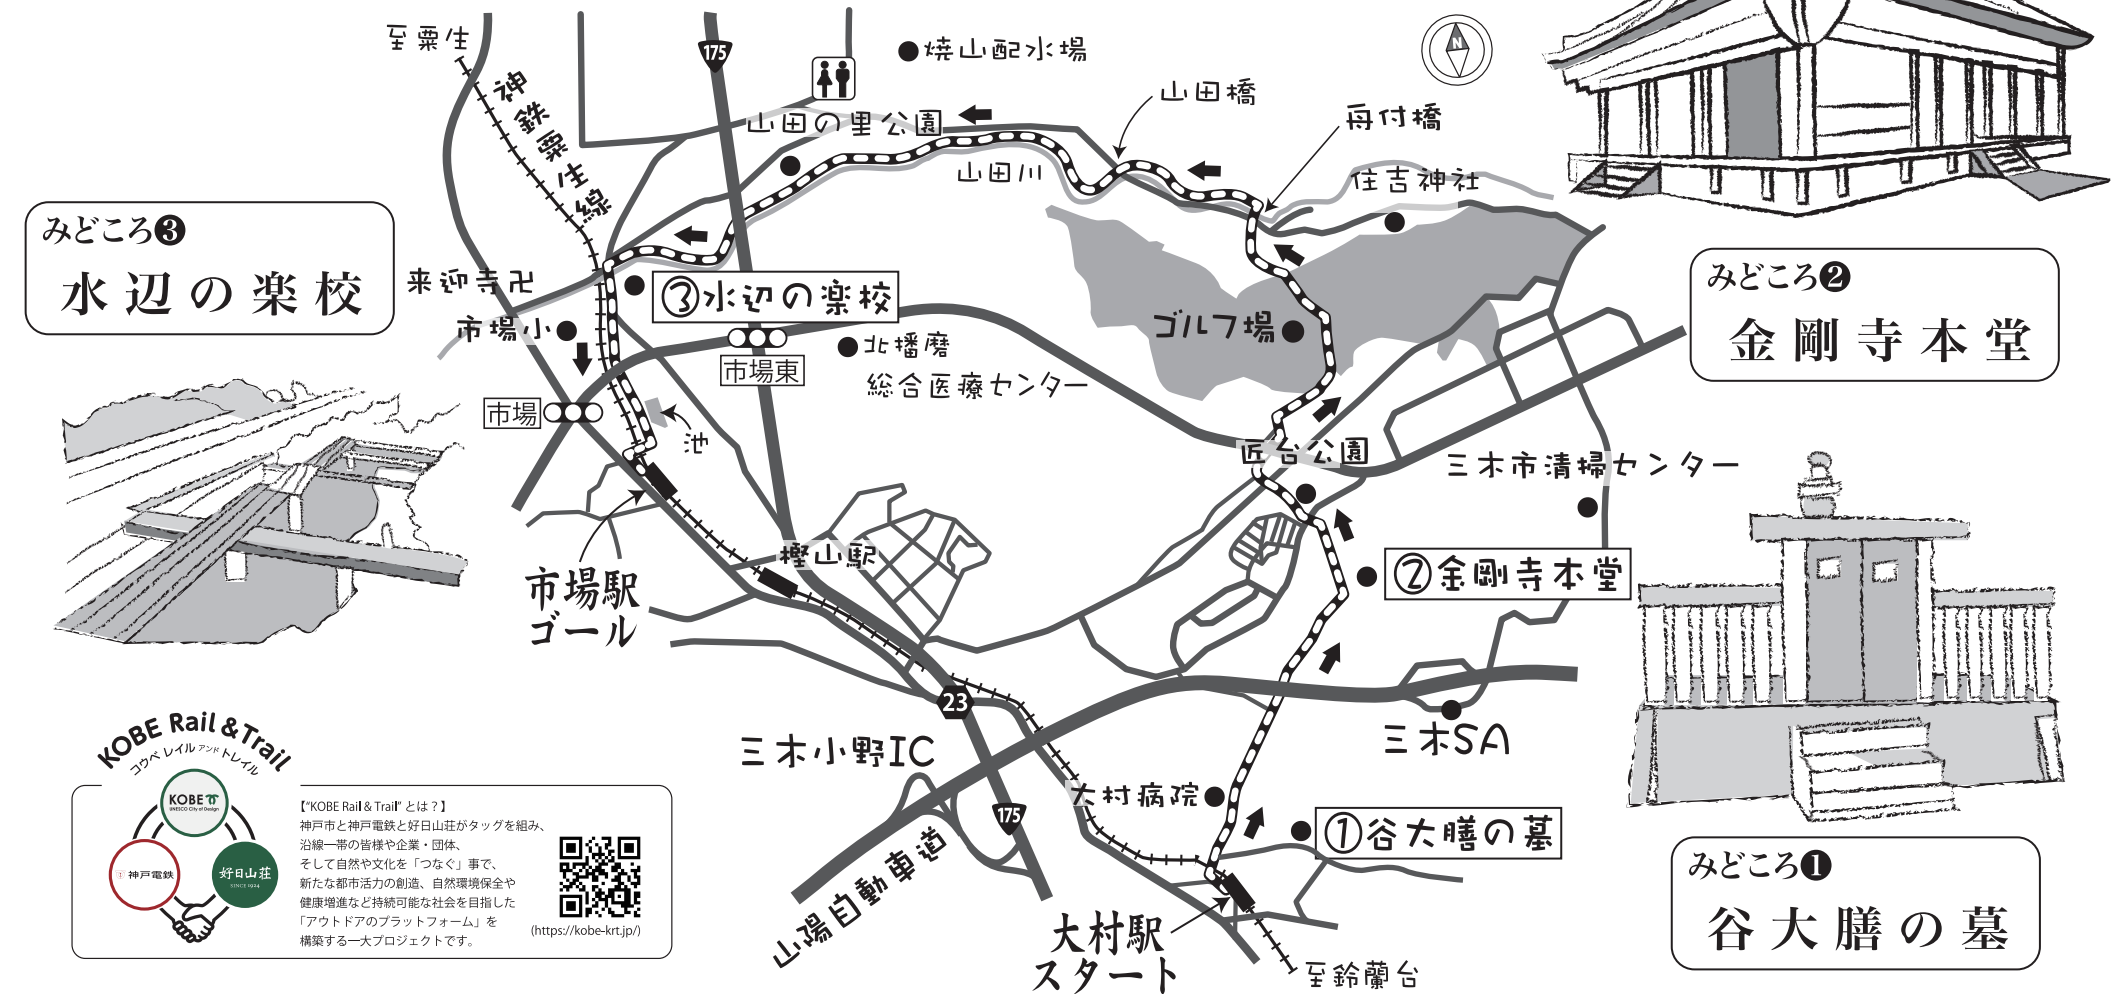 至粟生
神鉄粟生線
175
焼山配水場
山田の里公園
山田橋
舟付橋
山田川
住吉神社
N
みどころ❸
水辺の楽校
来迎寺卍
③水辺の楽校
市場小
市場東
北播磨
総合医療センター
ゴルフ場
みどころ❷
金剛寺本堂
市場
池
匠台公園
三木市清掃センター
樫山駅
市場駅
ゴール
②金剛寺本堂
23
三木小野IC
三木SA
大村病院
175
①谷大膳の墓
山陽自動車道
大村駅
スタート
至鈴蘭台
みどころ❶
谷大膳の墓
KOBE Rail & Trail
コウベ レイル アンド トレイル
KOBE
UNESCO City of Design
神戸電鉄
好日山荘
SINCE 1924
【“KOBE Rail & Trail” とは？】
神戸市と神戸電鉄と好日山荘がタッグを組み、
沿線一帯の皆様や企業・団体、
そして自然や文化を「つなぐ」事で、
新たな都市活力の創造、自然環境保全や
健康増進など持続可能な社会を目指した
「アウトドアのプラットフォーム」を
構築する一大プロジェクトです。
(https://kobe-krt.jp/)